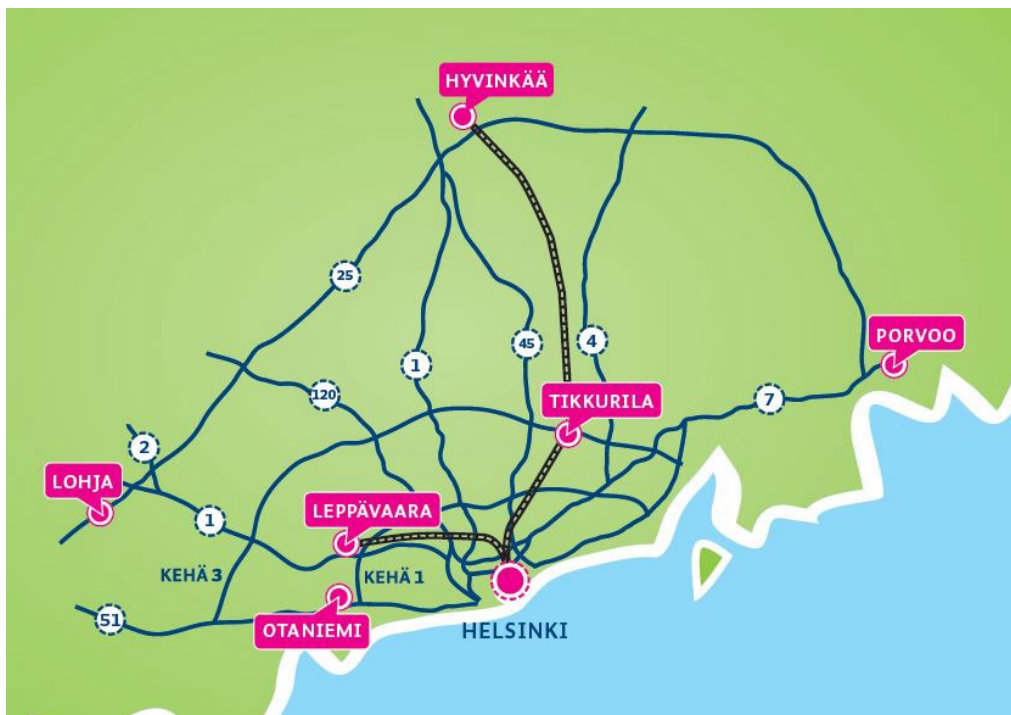 HYVINKÄÄ
25
4
45
PORVOO
1
120
TIKKURILA
7
2
LOHJA
LEPPÄVAARA
1
KEHÄ 3
KEHÄ 1
51
OTANIEMI
HELSINKI